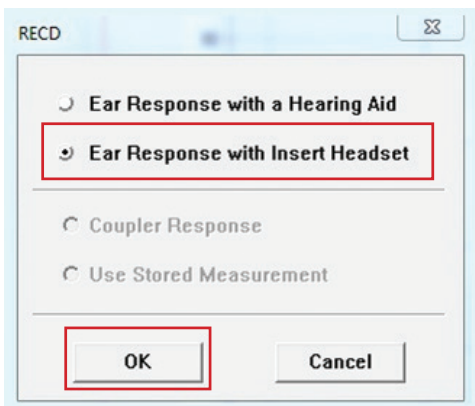 RECD
Ear Response with a Hearing Aid
Ear Response with Insert Headset
Coupler Response
Use Stored Measurement
OK Cancel